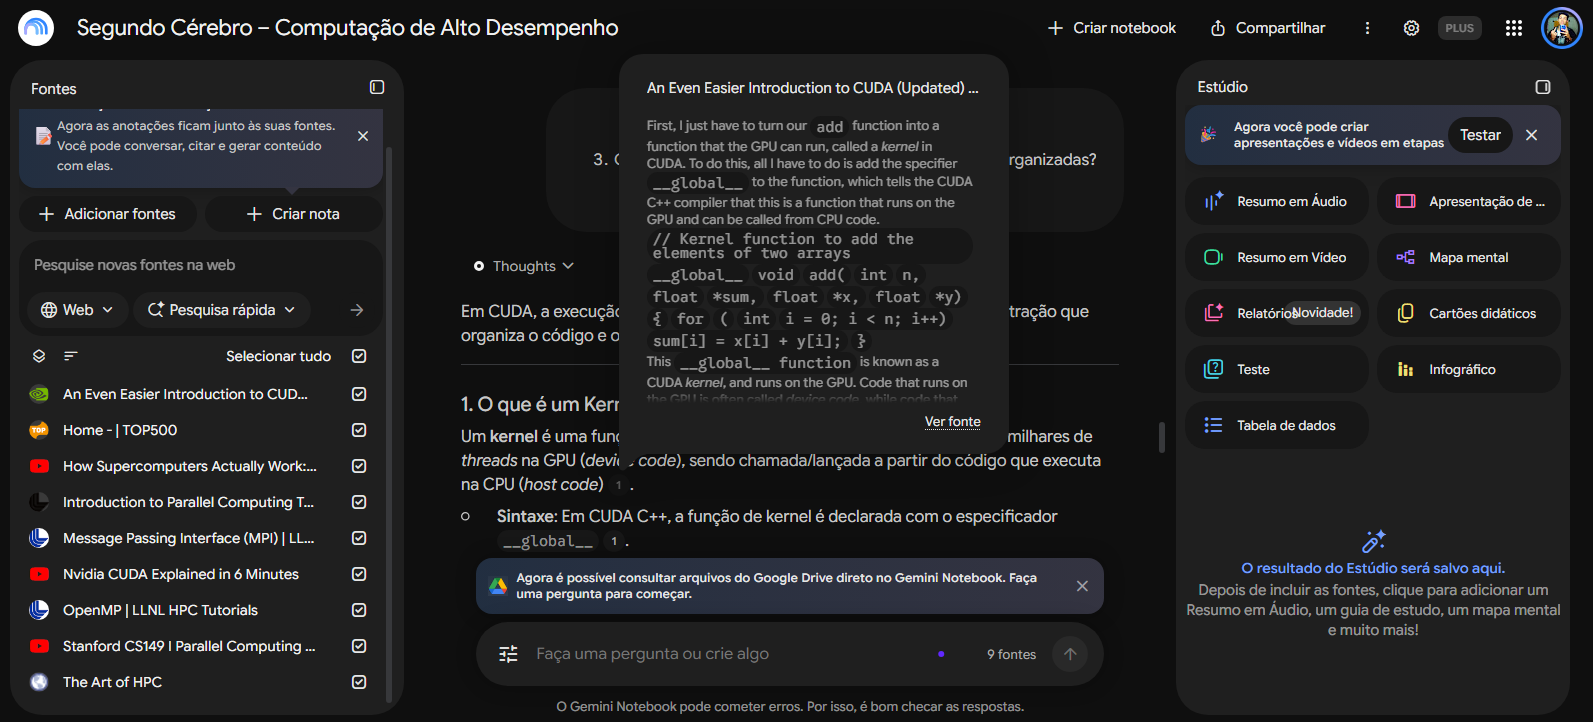 Segundo Cérebro – Computação de Alto Desempenho
Criar notebook
Compartilhar
PLUS
Fontes
Agora as anotações ficam junto às suas fontes.
Você pode conversar, citar e gerar conteúdo
com elas.
Adicionar fontes
Criar nota
Pesquise novas fontes na web
Web
Pesquisa rápida
Selecionar tudo
An Even Easier Introduction to CUD...
TOP
Home - | TOP500
How Supercomputers Actually Work:...
Introduction to Parallel Computing T...
Message Passing Interface (MPI) | LL...
Nvidia CUDA Explained in 6 Minutes
OpenMP | LLNL HPC Tutorials
Stanford CS149 I Parallel Computing ...
The Art of HPC
3.
organizadas?
Thoughts
Em CUDA, a execuçã
tração que
organiza o código e o
1. O que é um Ker
Um kernel é uma fun
milhares de
threads na GPU (device code), sendo chamada/lançada a partir do código que executa
na CPU (host code) 1 .
Sintaxe: Em CUDA C++, a função de kernel é declarada com o especificador
__global__ 1 .
An Even Easier Introduction to CUDA (Updated) ...
First, I just have to turn our add function into a
function that the GPU can run, called a kernel in
CUDA. To do this, all I have to do is add the specifier
__global__ to the function, which tells the CUDA
C++ compiler that this is a function that runs on the
GPU and can be called from CPU code.
// Kernel function to add the
elements of two arrays
__global__ void add( int n,
float *sum, float *x, float *y)
{ for ( int i = 0; i < n; i++)
sum[i] = x[i] + y[i]; }
This __global__ function is known as a
CUDA kernel, and runs on the GPU. Code that runs on
the GPU is often called device code, while code that
Ver fonte
Agora é possível consultar arquivos do Google Drive direto no Gemini Notebook. Faça
uma pergunta para começar.
Faça uma pergunta ou crie algo
9 fontes
O Gemini Notebook pode cometer erros. Por isso, é bom checar as respostas.
Estúdio
Agora você pode criar
apresentações e vídeos em etapas
Testar
Resumo em Áudio
Apresentação de ...
Resumo em Vídeo
Mapa mental
Relatórios
Novidade!
Cartões didáticos
Teste
Infográfico
Tabela de dados
O resultado do Estúdio será salvo aqui.
Depois de incluir as fontes, clique para adicionar um
Resumo em Áudio, um guia de estudo, um mapa mental
e muito mais!